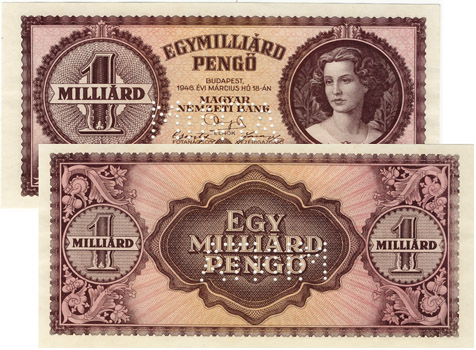 EGYMILLIÁRD
PENGŐ
BUDAPEST,
1946. ÉVI MÁRCIUS HÓ 18-ÁN
MAGYAR
NEMZETI BANK
ELNÖK
1
MILLIÁRD
EGY
MILLIÁRD
PENGŐ
1
MILLIÁRD
1
MILLIÁRD